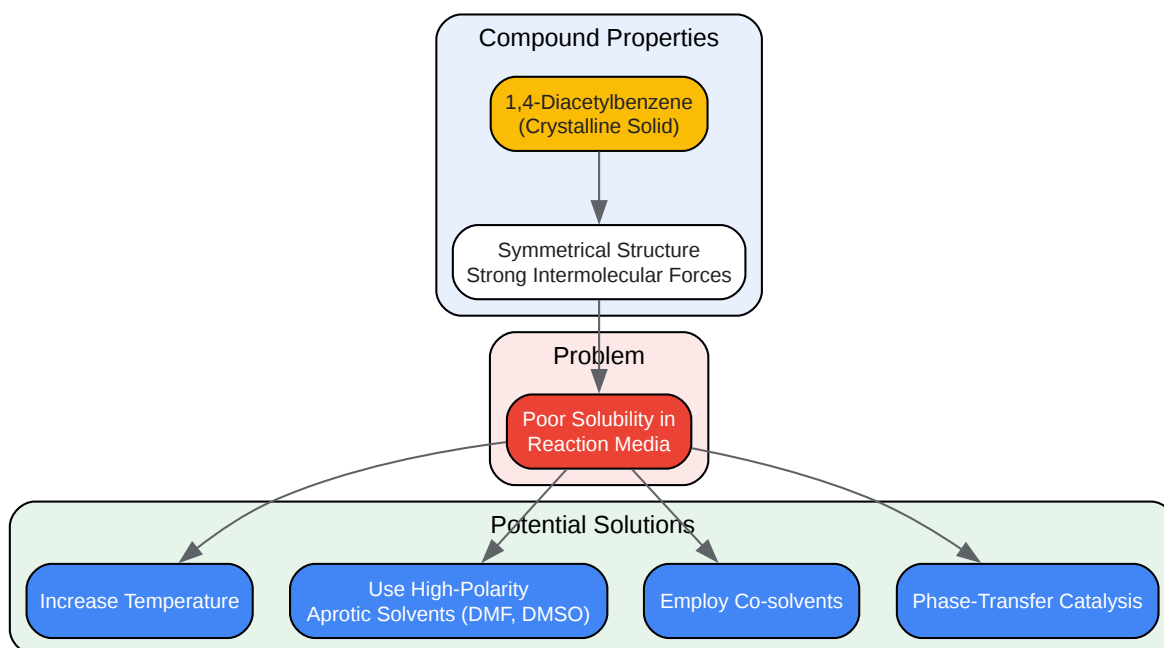 Compound Properties
1,4-Diacetylbenzene
(Crystalline Solid)
Symmetrical Structure
Strong Intermolecular Forces
Problem
Poor Solubility in
Reaction Media
Potential Solutions
Increase Temperature
Use High-Polarity
Aprotic Solvents (DMF, DMSO)
Employ Co-solvents
Phase-Transfer Catalysis